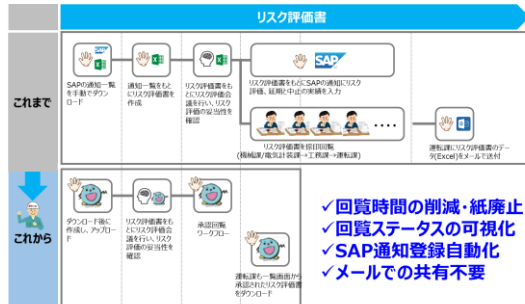 リスク評価書
これまで
SAP
SAPの通知一覧
を手動でダウン
ロード
通知一覧をもと
にリスク評価書を
作成
リスク評価書をも
とにリスク評価会
議を行い、リスク
評価の妥当性を
確認
SAP
リスク評価書をもとにSAPの通知にリスク
評価、延期と中止の実績を入力
リスク評価書を原印回覧
(機械課/電気計装課→工務課→運転課)
運転課にリスク評価書のデー
タ(Excel)をメールで送付
これから
ダウンロード後に
作成し、アップロー
ド
リスク評価書をも
とにリスク評価会
議を行い、リスク
評価の妥当性を
確認
承認回覧
ワークフロー
運転課も一覧画面から
承認されたリスク評価書
をダウンロード
✓回覧時間の削減・紙廃止
✓回覧ステータスの可視化
✓SAP通知登録自動化
✓メールでの共有不要